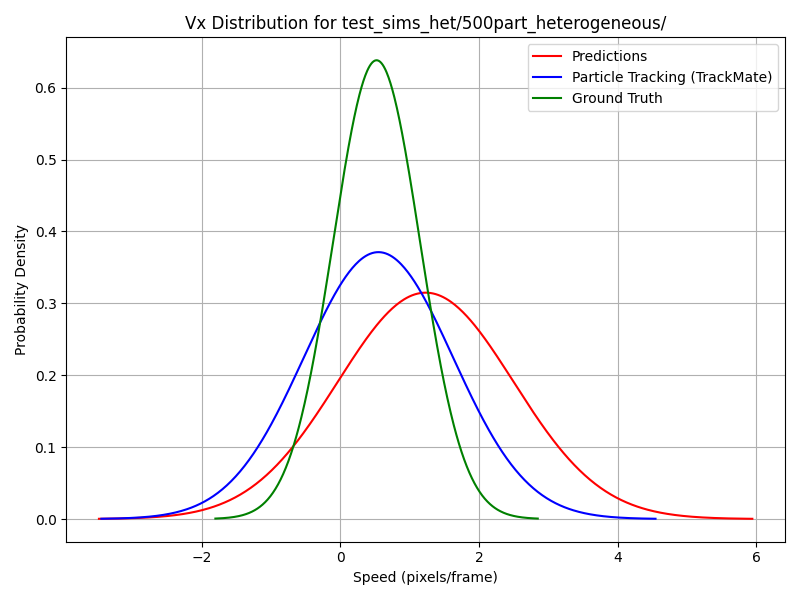 Vx Distribution for test_sims_het/500part_heterogeneous/
Predictions
Particle Tracking (TrackMate)
Ground Truth
Probability Density
0.6
0.5
0.4
0.3
0.2
0.1
0.0
−2
0
2
4
6
Speed (pixels/frame)